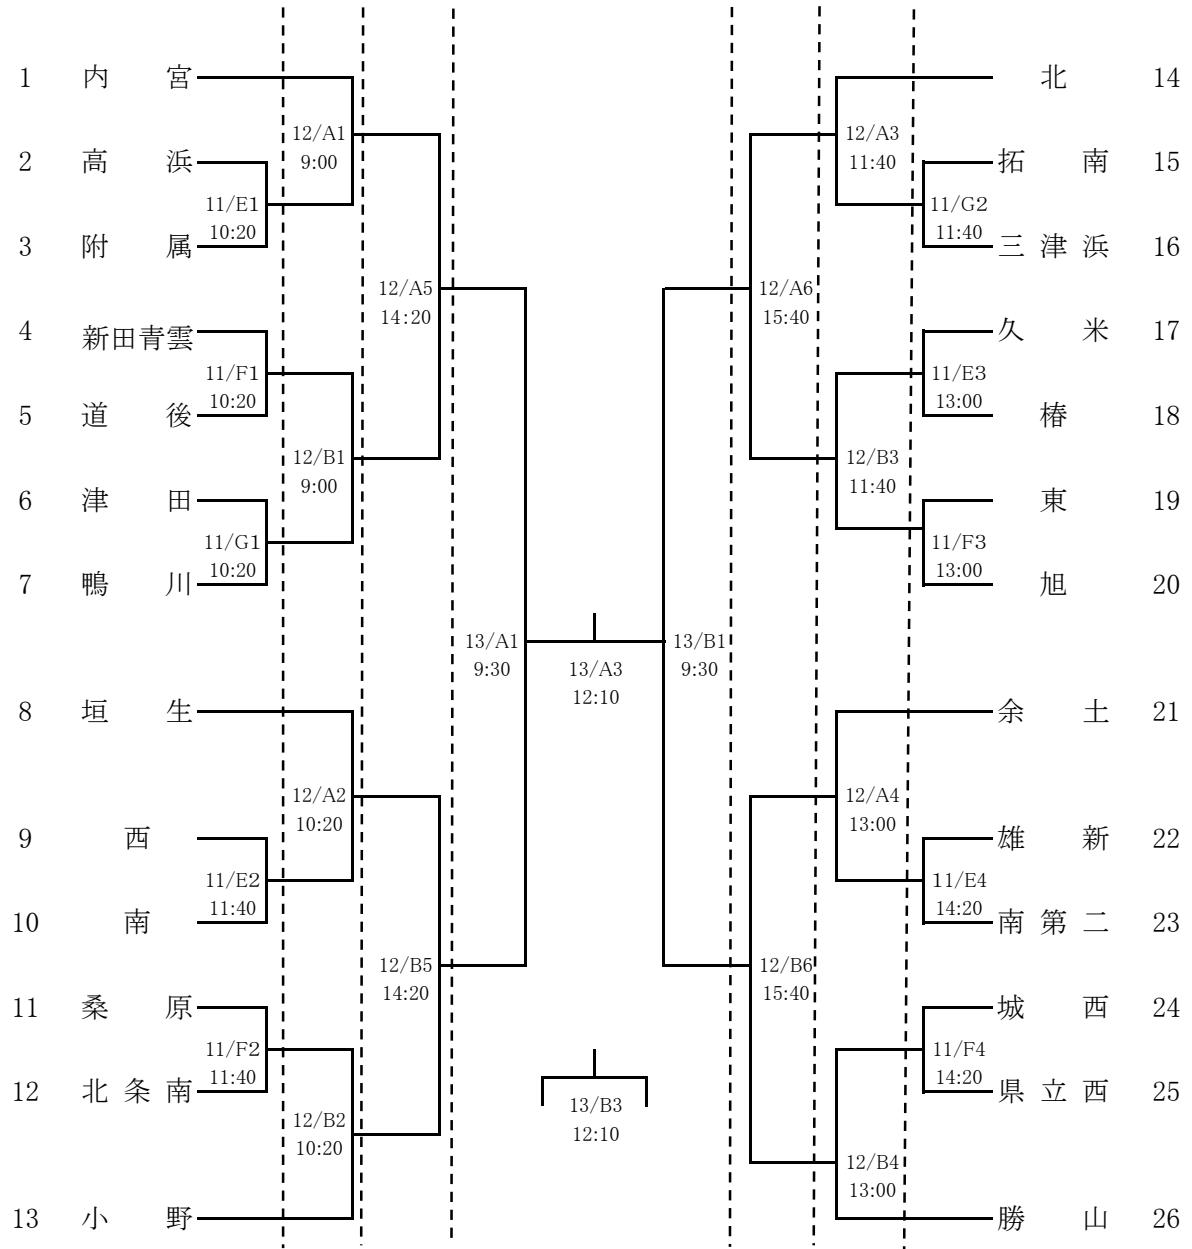 1 内宮
12/A1
9:00
2 高浜
11/E1
10:20
3 附属
12/A5
14:20
4 新田青雲
11/F1
10:20
5 道後
12/B1
9:00
6 津田
11/G1
10:20
7 鴨川
13/A1
9:30
8 垣生
12/A2
10:20
9 西
11/E2
11:40
10 南
12/B5
14:20
11 桑原
11/F2
11:40
12 北条南
12/B2
10:20
13 小野
13/A3
12:10
13/B3
12:10
北 14
12/A3
11:40
拓南 15
11/G2
11:40
三津浜 16
12/A6
15:40
久米 17
11/E3
13:00
椿 18
12/B3
11:40
東 19
11/F3
13:00
旭 20
13/B1
9:30
余土 21
12/A4
13:00
雄新 22
11/E4
14:20
南第二 23
12/B6
15:40
城西 24
11/F4
14:20
県立西 25
12/B4
13:00
勝山 26